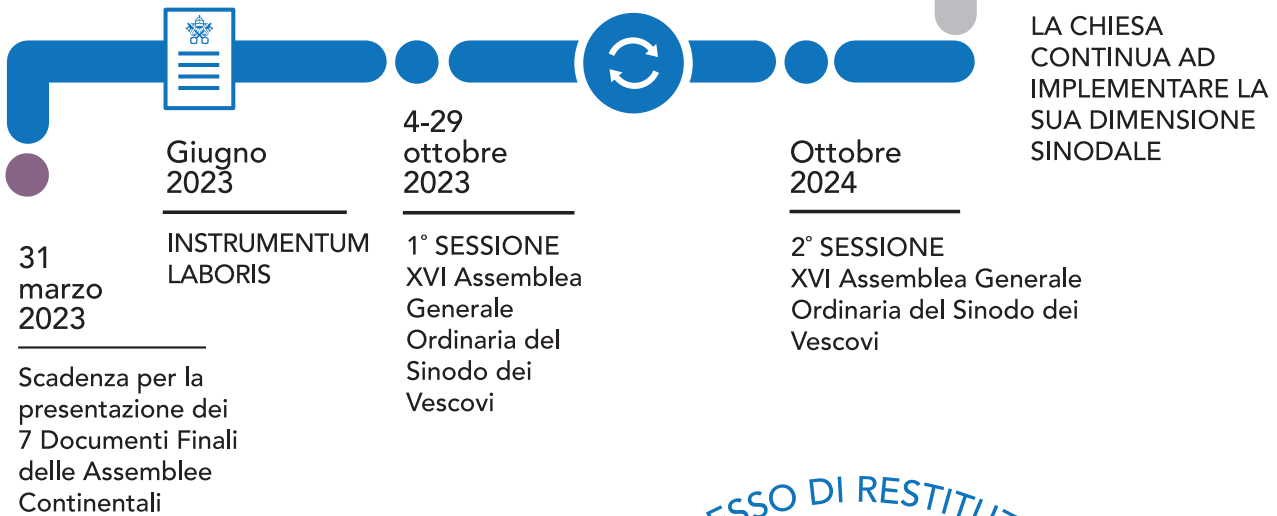 31
marzo
2023
Scadenza per la
presentazione dei
7 Documenti Finali
delle Assemblee
Continentali
Giugno
2023
INSTRUMENTUM
LABORIS
4-29
ottobre
2023
1° SESSIONE
XVI Assemblea
Generale
Ordinaria del
Sinodo dei
Vescovi
Ottobre
2024
2° SESSIONE
XVI Assemblea Generale
Ordinaria del Sinodo dei
Vescovi
LA CHIESA
CONTINUA AD
IMPLEMENTARE LA
SUA DIMENSIONE
SINODALE
DI